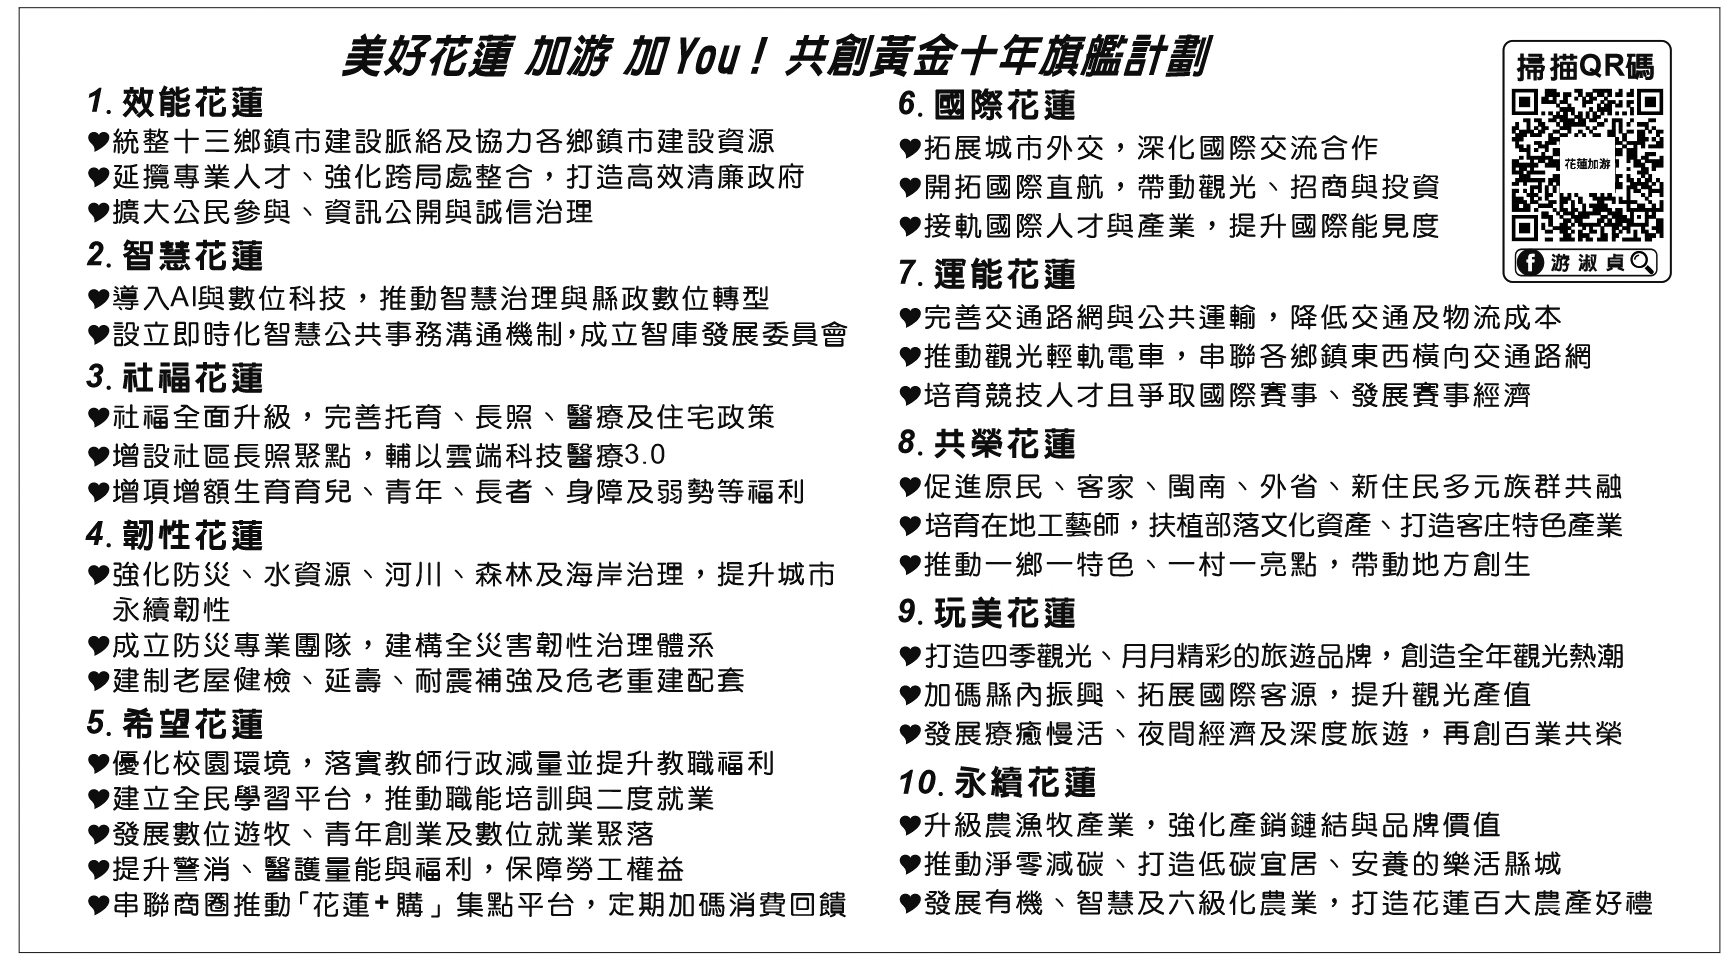 美好花蓮 加游 加You！ 共創黃金十年旗艦計劃
1. 效能花蓮
♥統整十三鄉鎮市建設脈絡及協力各鄉鎮市建設資源
♥延攬專業人才、強化跨局處整合，打造高效清廉政府
♥擴大公民參與、資訊公開與誠信治理
2. 智慧花蓮
♥導入AI與數位科技，推動智慧治理與縣政數位轉型
♥設立即時化智慧公共事務溝通機制，成立智庫發展委員會
3. 社福花蓮
♥社福全面升級，完善托育、長照、醫療及住宅政策
♥增設社區長照聚點，輔以雲端科技醫療3.0
♥增項增額生育育兒、青年、長者、身障及弱勢等福利
4. 韌性花蓮
♥強化防災、水資源、河川、森林及海岸治理，提升城市
永續韌性
♥成立防災專業團隊，建構全災害韌性治理體系
♥建制老屋健檢、延壽、耐震補強及危老重建配套
5. 希望花蓮
♥優化校園環境，落實教師行政減量並提升教職福利
♥建立全民學習平台，推動職能培訓與二度就業
♥發展數位遊牧、青年創業及數位就業聚落
♥提升警消、醫護量能與福利，保障勞工權益
♥串聯商圈推動「花蓮+購」集點平台，定期加碼消費回饋
6. 國際花蓮
♥拓展城市外交，深化國際交流合作
♥開拓國際直航，帶動觀光、招商與投資
♥接軌國際人才與產業，提升國際能見度
7. 運能花蓮
♥完善交通路網與公共運輸，降低交通及物流成本
♥推動觀光輕軌電車，串聯各鄉鎮東西橫向交通路網
♥培育競技人才且爭取國際賽事、發展賽事經濟
8. 共榮花蓮
♥促進原民、客家、閩南、外省、新住民多元族群共融
♥培育在地工藝師，扶植部落文化資產、打造客庄特色產業
♥推動一鄉一特色、一村一亮點，帶動地方創生
9. 玩美花蓮
♥打造四季觀光、月月精彩的旅遊品牌，創造全年觀光熱潮
♥加碼縣內振興、拓展國際客源，提升觀光產值
♥發展療癒慢活、夜間經濟及深度旅遊，再創百業共榮
10. 永續花蓮
♥升級農漁牧產業，強化產銷鏈結與品牌價值
♥推動淨零減碳、打造低碳宜居、安養的樂活縣城
♥發展有機、智慧及六級化農業，打造花蓮百大農產好禮
掃描QR碼
花蓮加游
f 游淑貞